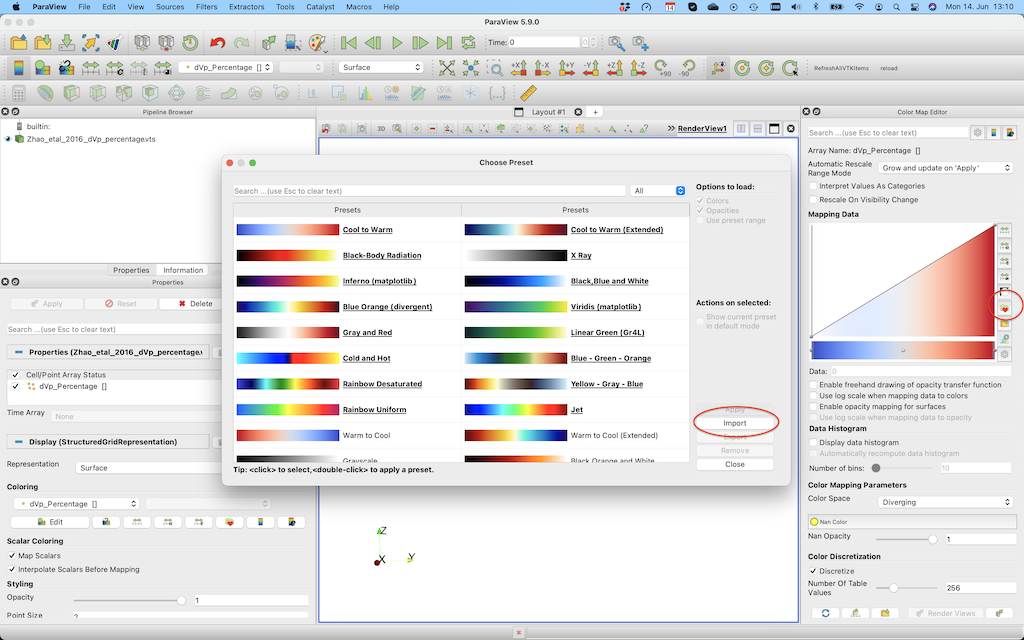 ParaView File Edit View Sources Filters Extractors Tools Catalyst Macros Help
14
Mon 14. Jun 13:10
ParaView 5.9.0
Time: 0 0
dVp_Percentage [] Surface
RefreshAllVTKItems reload
Pipeline Browser
builtin:
Zhao_etal_2016_dVp_percentage.vts
Layout #1
3D
RenderView1
Properties Information
Properties
Apply Reset Delete
Search ...(use Esc to clear text)
Properties (Zhao_etal_2016_dVp_percentage.v
Cell/Point Array Status
dVp_Percentage []
Time Array None
Display (StructuredGridRepresentation)
Representation Surface
Coloring
dVp_Percentage []
Edit
Scalar Coloring
Map Scalars
Interpolate Scalars Before Mapping
Styling
Opacity 1
Point Size 2
Choose Preset
Search ...(use Esc to clear text) All
Presets Presets
Cool to Warm Cool to Warm (Extended)
Black-Body Radiation X Ray
Inferno (matplotlib) Black,Blue and White
Blue Orange (divergent) Viridis (matplotlib)
Gray and Red Linear Green (Gr4L)
Cold and Hot Blue - Green - Orange
Rainbow Desaturated Yellow - Gray - Blue
Rainbow Uniform Jet
Warm to Cool Warm to Cool (Extended)
Grayscale Black Orange and White
Tip: <click> to select,<double-click> to apply a preset.
Options to load:
Colors
Opacities
Use preset range
Actions on selected:
Show current preset
in default mode
Apply
Import
Export
Remove
Close
X Y Z
Color Map Editor
Search ... (use Esc to clear text)
Array Name: dVp_Percentage []
Automatic Rescale
Range Mode Grow and update on 'Apply'
Interpret Values As Categories
Rescale On Visibility Change
Mapping Data
Data: 0
Enable freehand drawing of opacity transfer function
Use log scale when mapping data to colors
Enable opacity mapping for surfaces
Use log scale when mapping data to opacity
Data Histogram
Display data histogram
Automatically recompute data histogram
Number of bins: 10
Color Mapping Parameters
Color Space Diverging
Nan Color
Nan Opacity 1
Color Discretization
Discretize
Number Of Table
Values 256
Render Views